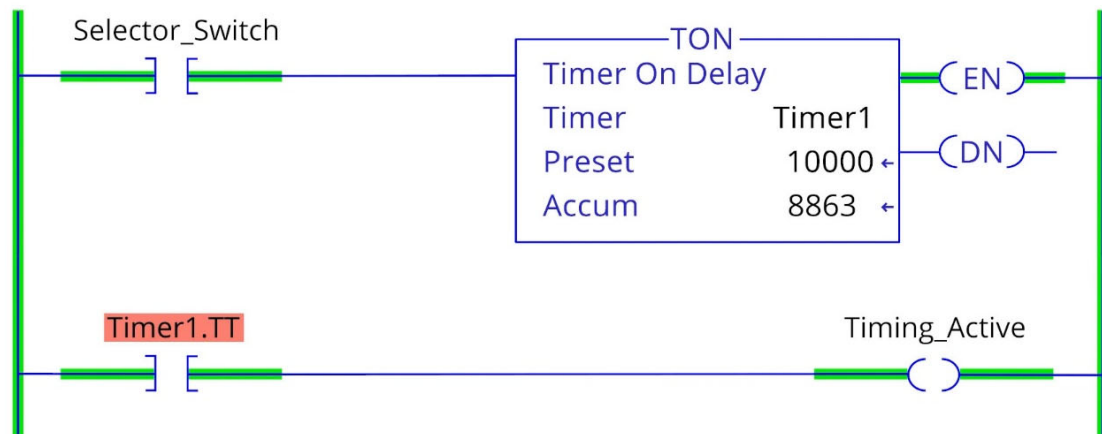 Selector_Switch
TON
Timer On Delay
EN
Timer Timer1
DN
Preset 10000
Accum 8863
Timer1.TT
Timing_Active